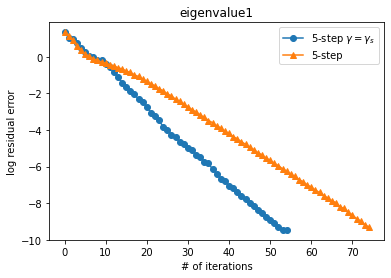 eigenvalue1
5-step γ = γₛ
5-step
log residual error
0
−2
−4
−6
−8
−10
0 10 20 30 40 50 60 70
# of iterations